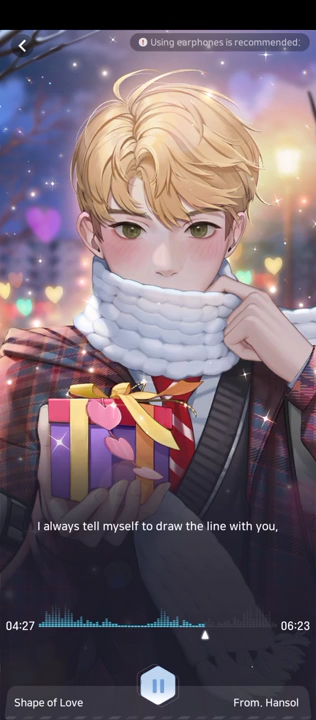 Using earphones is recommended.
I always tell myself to draw the line with you,
04:27
06:23
Shape of Love
From. Hansol